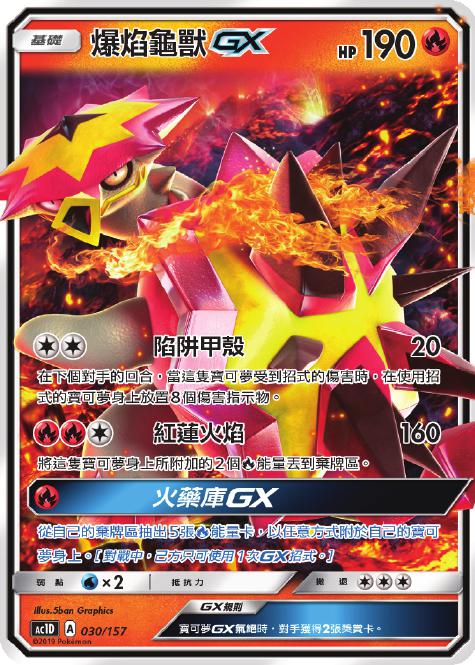 基礎 爆焰龜獸GX HP 190
陷阱甲殼 20
在下個對手的回合,當這隻寶可夢受到招式的傷害時,在使用招
式的寶可夢身上放置8個傷害指示物。
紅蓮火焰 160
將這隻寶可夢身上所附加的2個能量丟到棄牌區。
火藥庫GX
從自己的棄牌區抽出5張能量卡,以任意方式附於自己的寶可
夢身上。[對戰中,己方只可使用1次GX招式。]
弱點 ×2 抵抗力 撤退
illus.5ban Graphics
GX規則
AC1D A 030/157
寶可夢GX氣絕時,對手獲得2張獎賞卡。
©2019 Pokémon